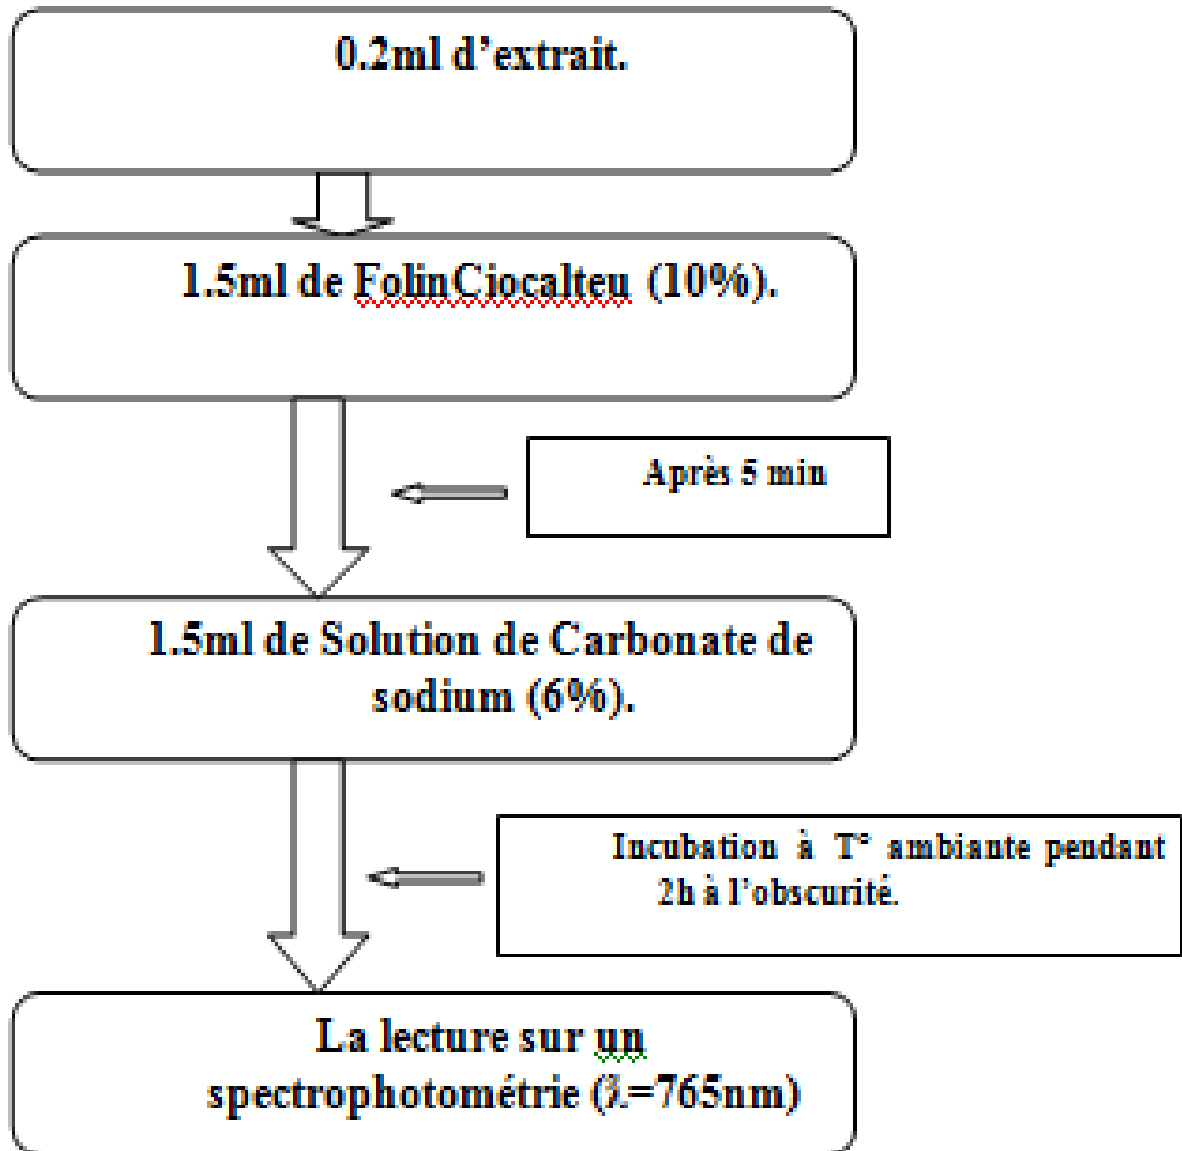 0.2ml d’extrait.
1.5ml de FolinCiocalteu (10%).
Après 5 min
1.5ml de Solution de Carbonate de
sodium (6%).
Incubation à T° ambiante pendant
2h à l’obscurité.
La lecture sur un
spectrophotométrie (λ=765nm)